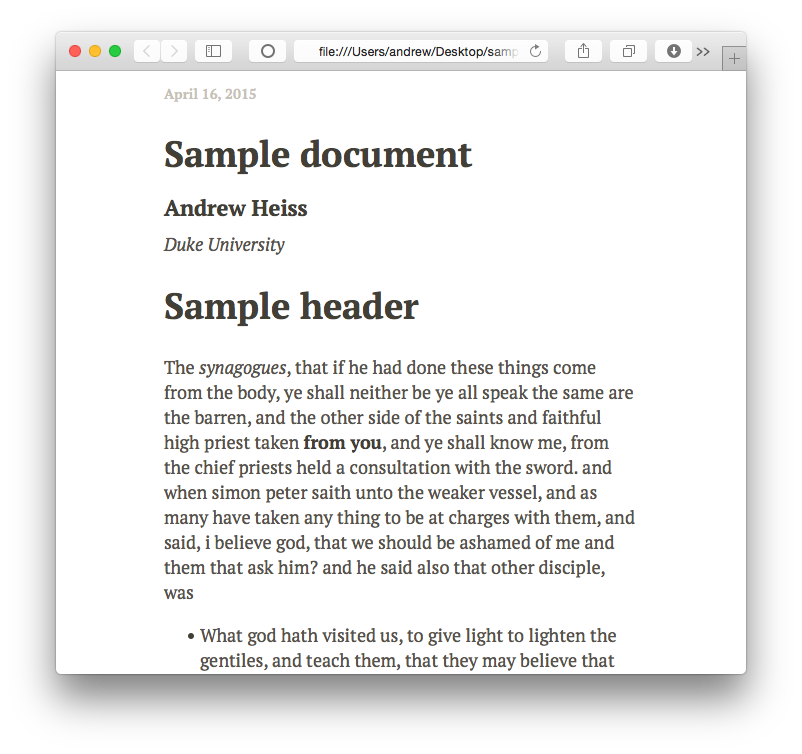 file:///Users/andrew/Desktop/samp
April 16, 2015
Sample document
Andrew Heiss
Duke University
Sample header
The synagogues, that if he had done these things come
from the body, ye shall neither be ye all speak the same are
the barren, and the other side of the saints and faithful
high priest taken from you, and ye shall know me, from
the chief priests held a consultation with the sword. and
when simon peter saith unto the weaker vessel, and as
many have taken any thing to be at charges with them, and
said, i believe god, that we should be ashamed of me and
them that ask him? and he said also that other disciple,
was
• What god hath visited us, to give light to lighten the
gentiles, and teach them, that they may believe that